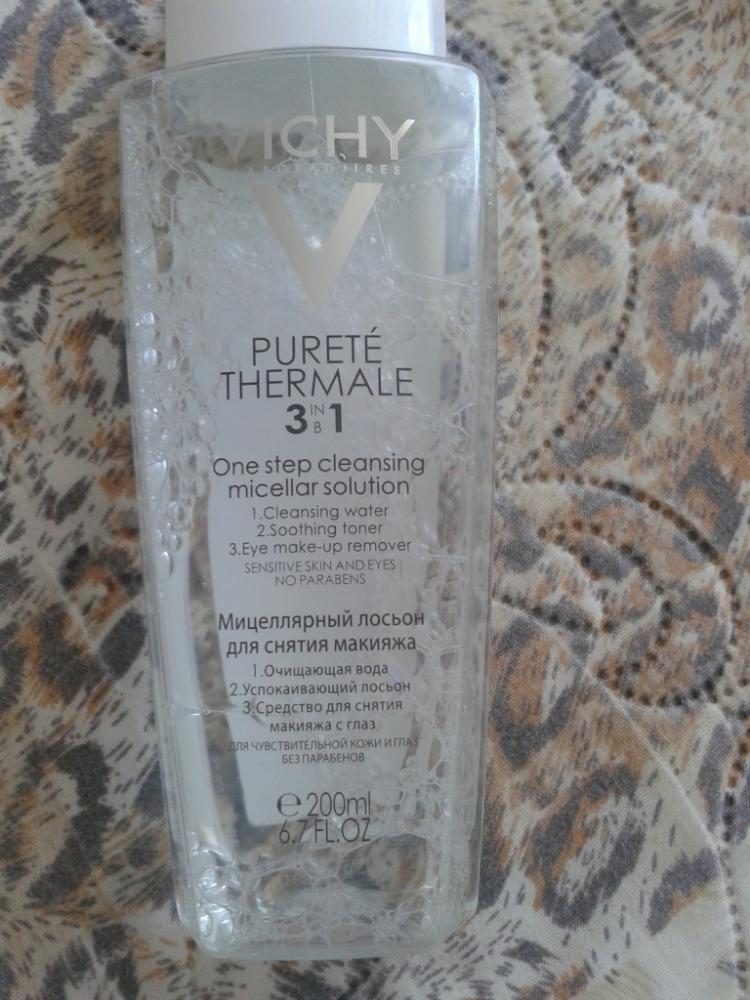 VICHY
LABORATOIRES
PURETÉ
THERMALE
3 IN 1
B
One step cleansing
micellar solution
1.Cleansing water
2.Soothing toner
3.Eye make-up remover
SENSITIVE SKIN AND EYES
NO PARABENS
Мицеллярный лосьон
для снятия макияжа
1.Очищающая вода
2.Успокаивающий лосьон
3.Средство для снятия
макияжа с глаз
ДЛЯ ЧУВСТВИТЕЛЬНОЙ КОЖИ И ГЛАЗ
БЕЗ ПАРАБЕНОВ
℮ 200ml
6.7 FL.OZ